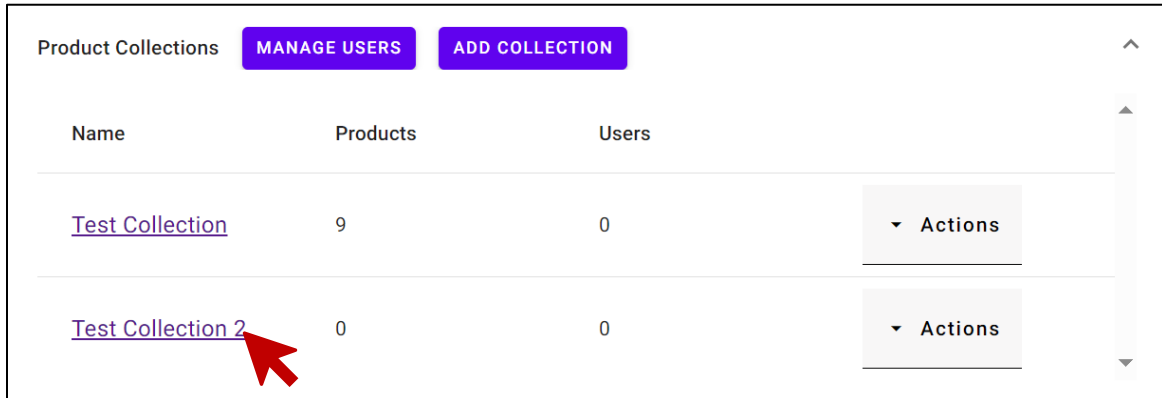 Product Collections MANAGE USERS ADD COLLECTION
Name Products Users
Test Collection 9 0 Actions
Test Collection 2 0 0 Actions